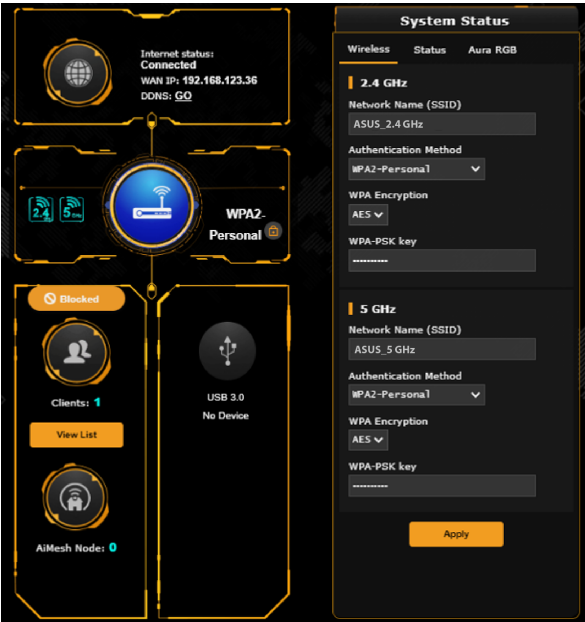 Internet status:
Connected
WAN IP: 192.168.123.36
DDNS: GO
2.4
5
WPA2-
Personal
Blocked
Clients: 1
View List
AiMesh Node: 0
USB 3.0
No Device
System Status
Wireless Status Aura RGB
2.4 GHz
Network Name (SSID)
ASUS_2.4 GHz
Authentication Method
WPA2-Personal
WPA Encryption
AES
WPA-PSK key
----------
5 GHz
Network Name (SSID)
ASUS_5 GHz
Authentication Method
WPA2-Personal
WPA Encryption
AES
WPA-PSK key
----------
Apply